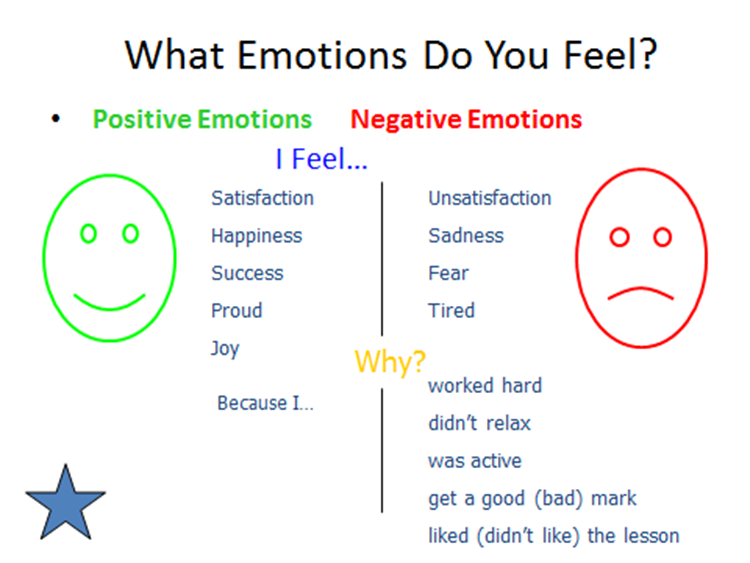 What Emotions Do You Feel?
• Positive Emotions Negative Emotions
I Feel...
Satisfaction
Happiness
Success
Proud
Joy
Unsatisfaction
Sadness
Fear
Tired
Why?
Because I...
worked hard
didn't relax
was active
get a good (bad) mark
liked (didn't like) the lesson